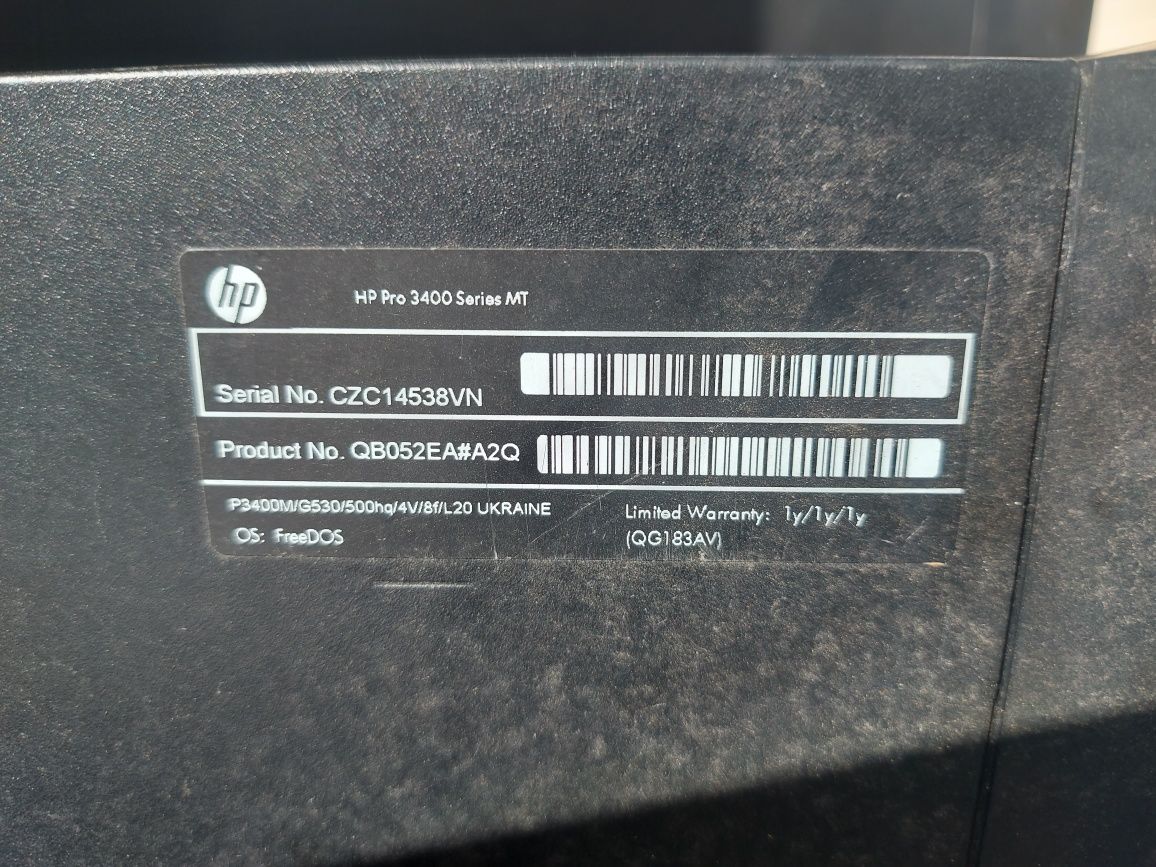 hp
HP Pro 3400 Series MT
Serial No. CZC14538VN
Product No. QB052EA#A2Q
P3400M/G530/500hq/4V/8f/L20 UKRAINE
OS: FreeDOS
Limited Warranty: 1y/1y/1y
(QG183AV)